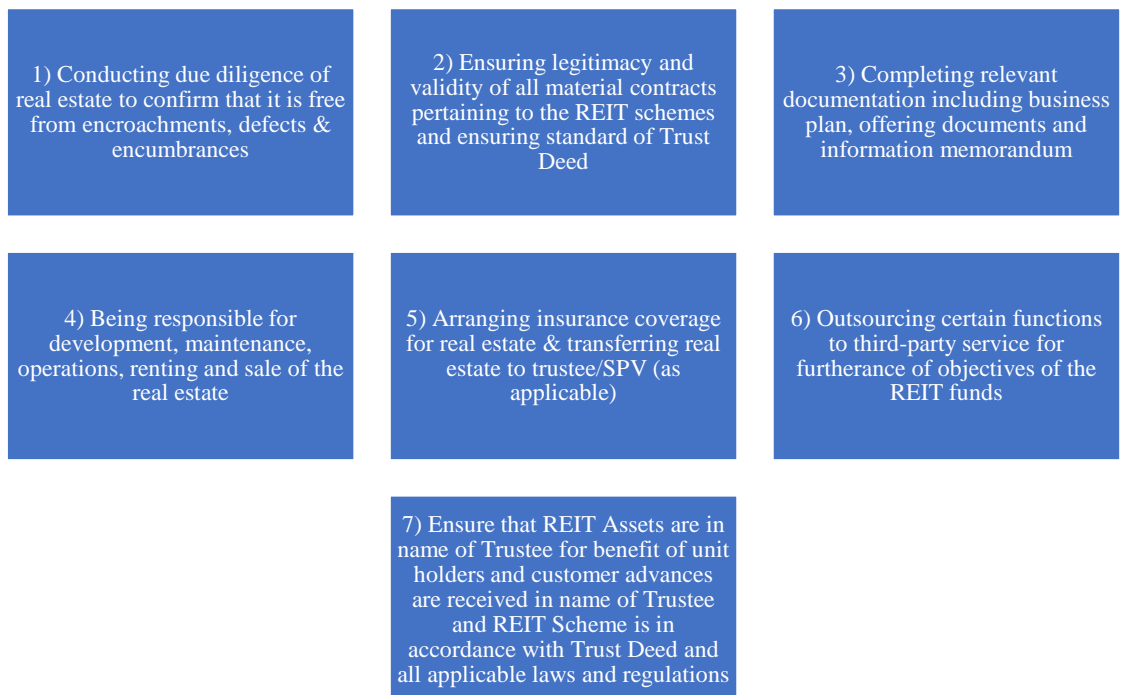 1) Conducting due diligence of
real estate to confirm that it is free
from encroachments, defects &
encumbrances
2) Ensuring legitimacy and
validity of all material contracts
pertaining to the REIT schemes
and ensuring standard of Trust
Deed
3) Completing relevant
documentation including business
plan, offering documents and
information memorandum
4) Being responsible for
development, maintenance,
operations, renting and sale of the
real estate
5) Arranging insurance coverage
for real estate & transferring real
estate to trustee/SPV (as
applicable)
6) Outsourcing certain functions
to third-party service for
furtherance of objectives of the
REIT funds
7) Ensure that REIT Assets are in
name of Trustee for benefit of unit
holders and customer advances
are received in name of Trustee
and REIT Scheme is in
accordance with Trust Deed and
all applicable laws and regulations